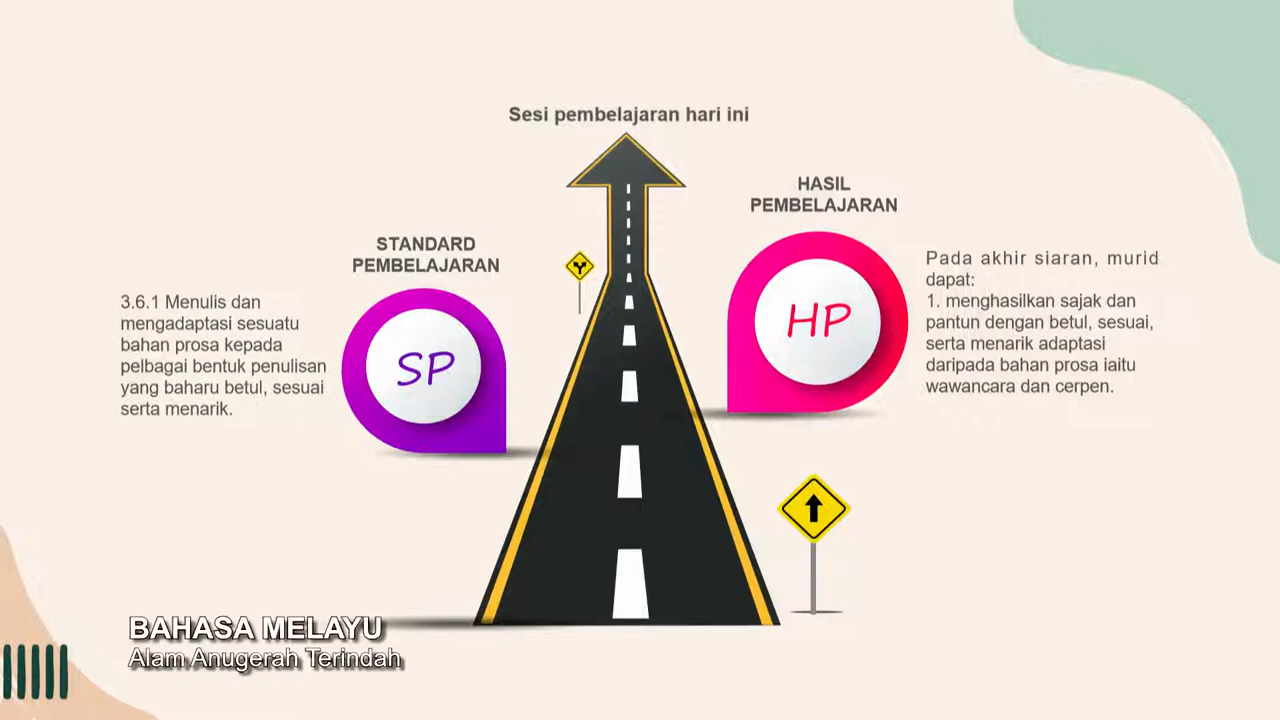 Sesi pembelajaran hari ini
STANDARD
PEMBELAJARAN
3.6.1 Menulis dan
mengadaptasi sesuatu
bahan prosa kepada
pelbagai bentuk penulisan
yang baharu betul, sesuai
serta menarik.
SP
HASIL
PEMBELAJARAN
HP
Pada akhir siaran, murid
dapat:
1. menghasilkan sajak dan
pantun dengan betul, sesuai,
serta menarik adaptasi
daripada bahan prosa iaitu
wawancara dan cerpen.
BAHASA MELAYU
Alam Anugerah Terindah